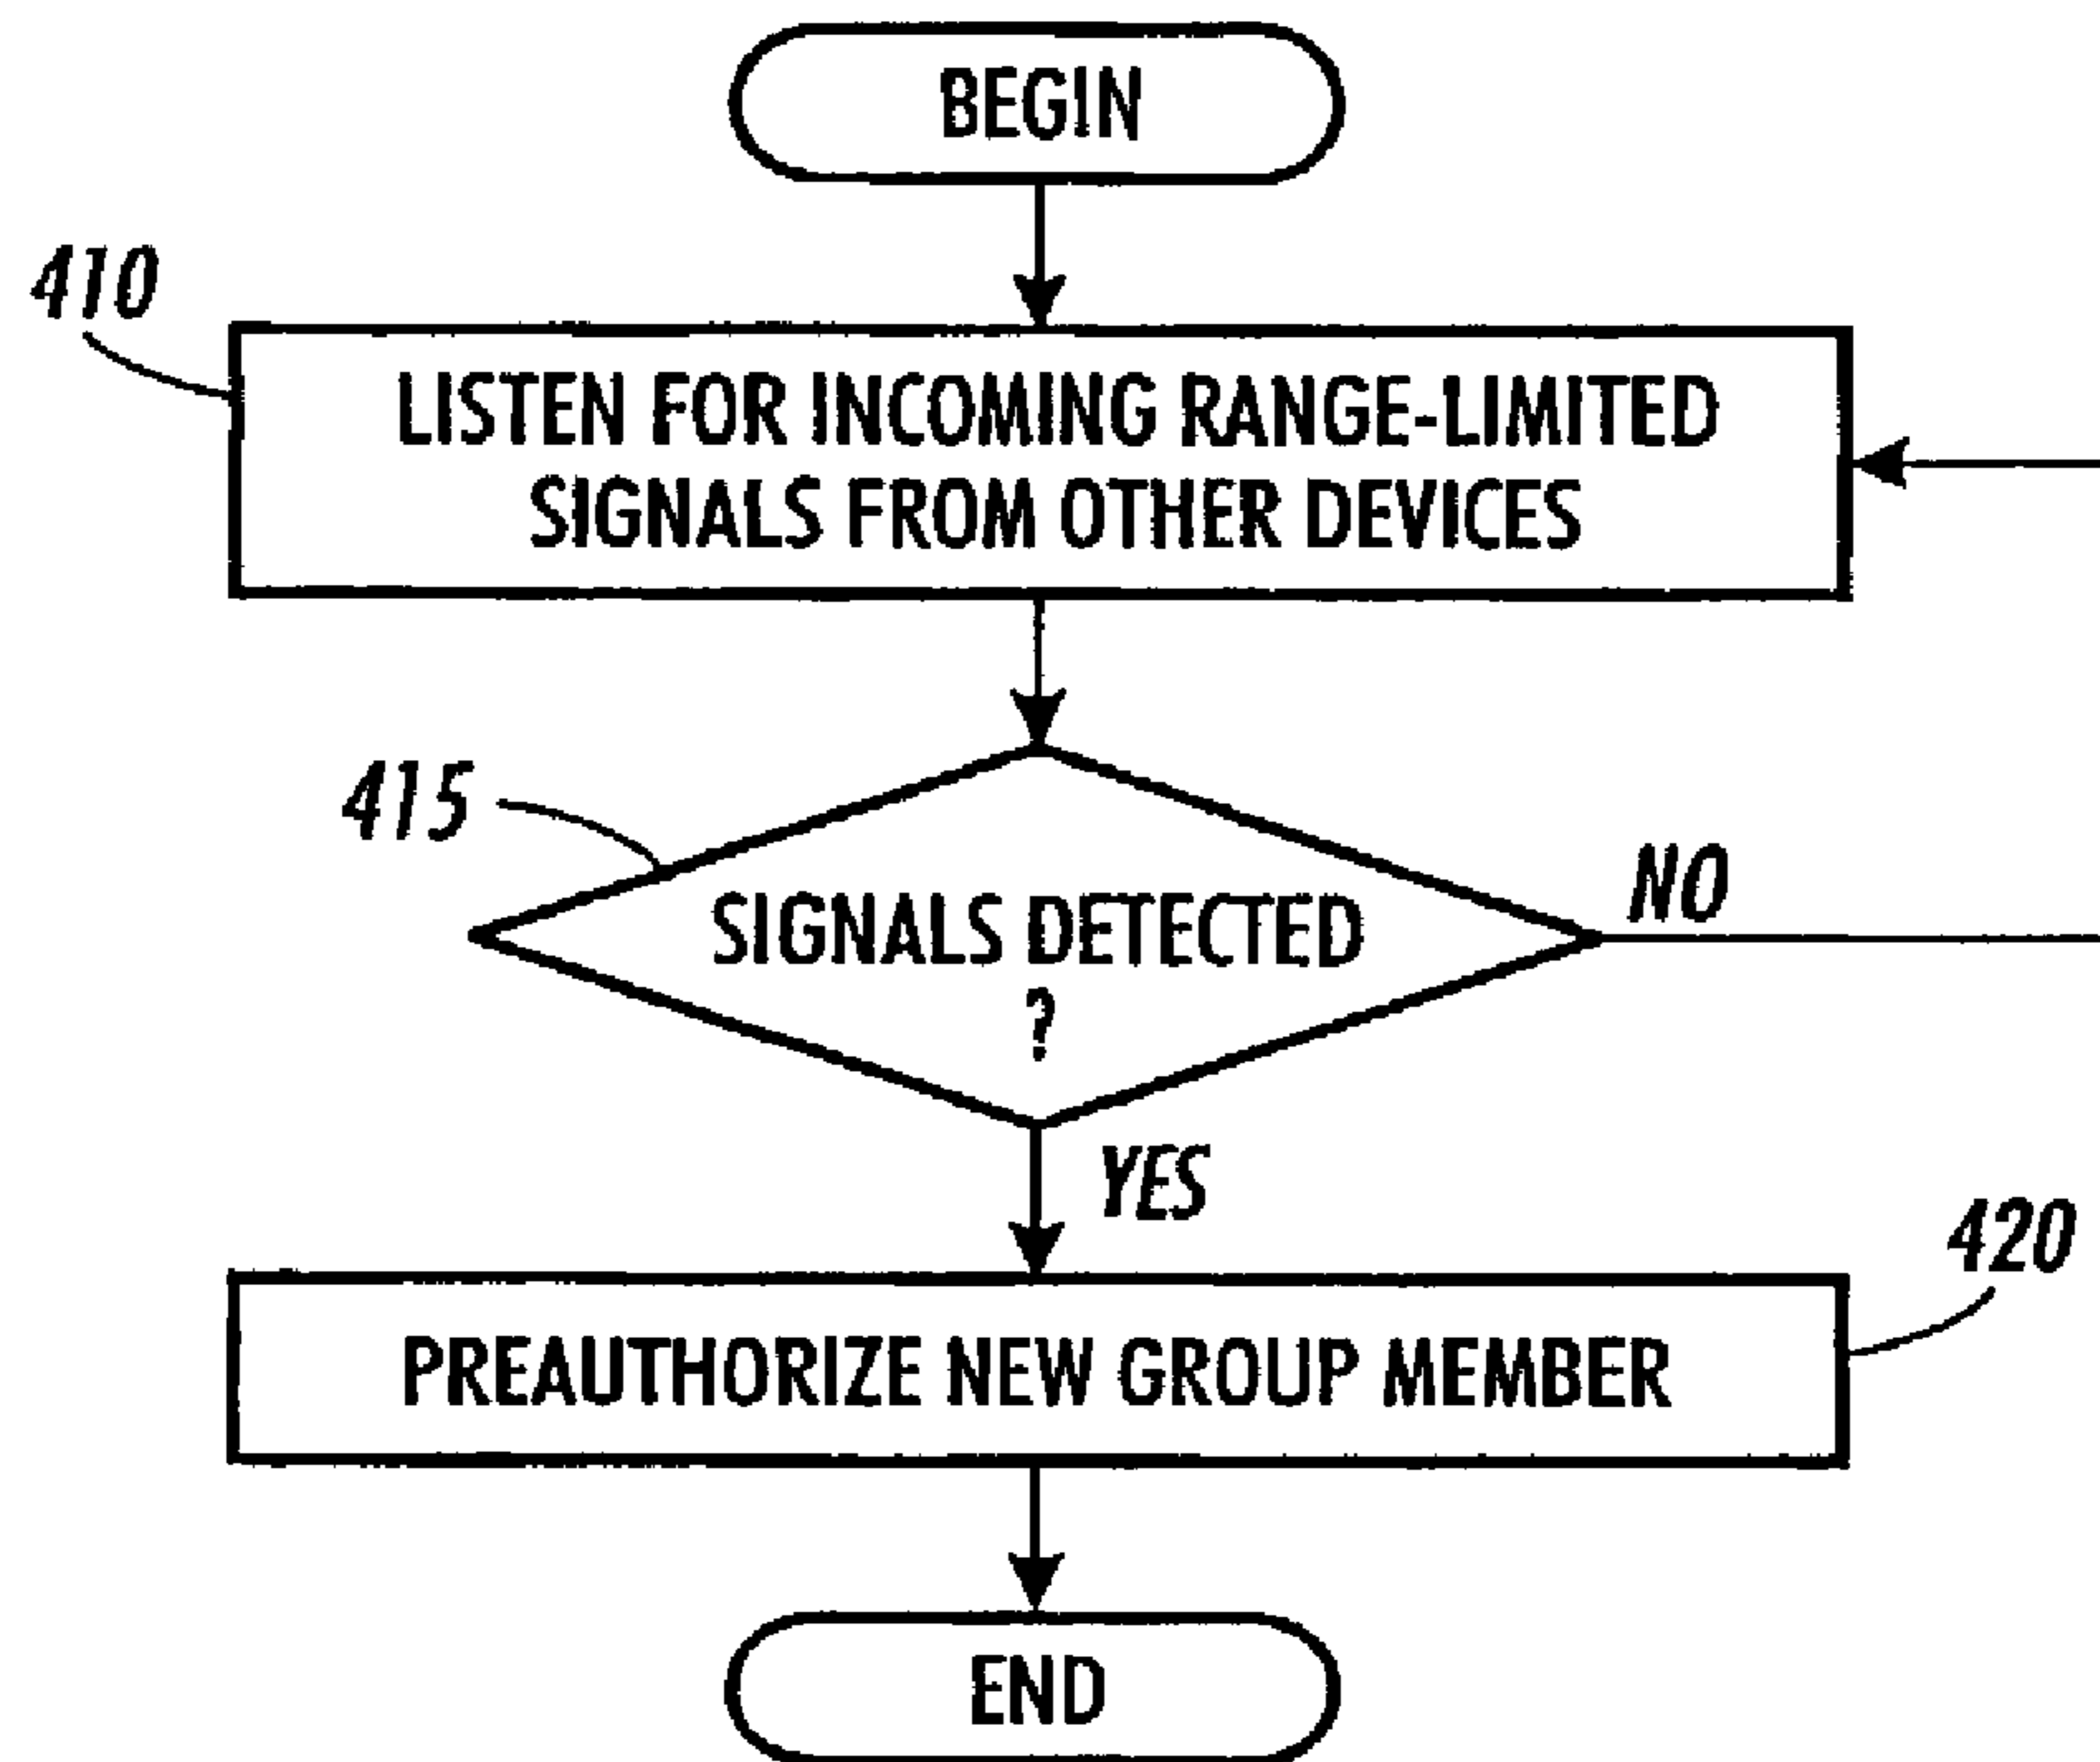 BEGIN
410
LISTEN FOR INCOMING RANGE-LIMITED
SIGNALS FROM OTHER DEVICES
415
SIGNALS DETECTED
?
NO
YES
420
PREAUTHORIZE NEW GROUP MEMBER
END